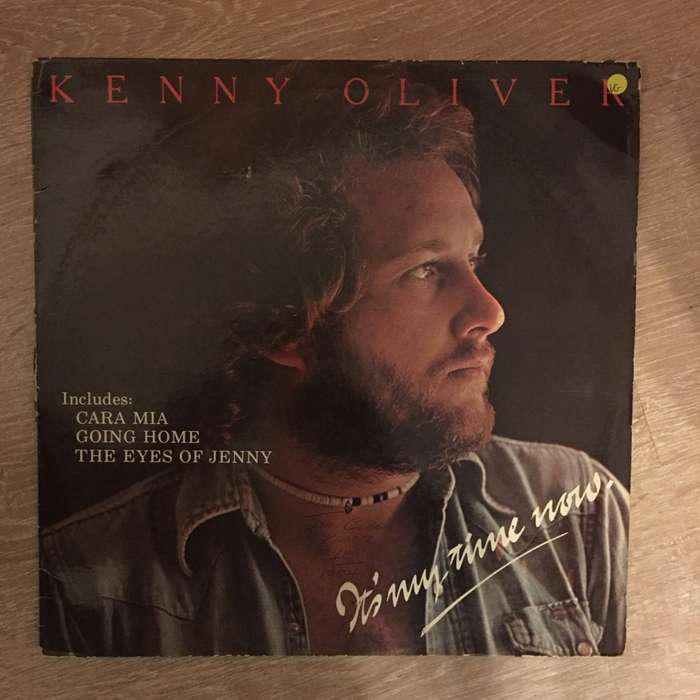 KENNY OLIVER
Includes:
CARA MIA
GOING HOME
THE EYES OF JENNY
It's my time now.